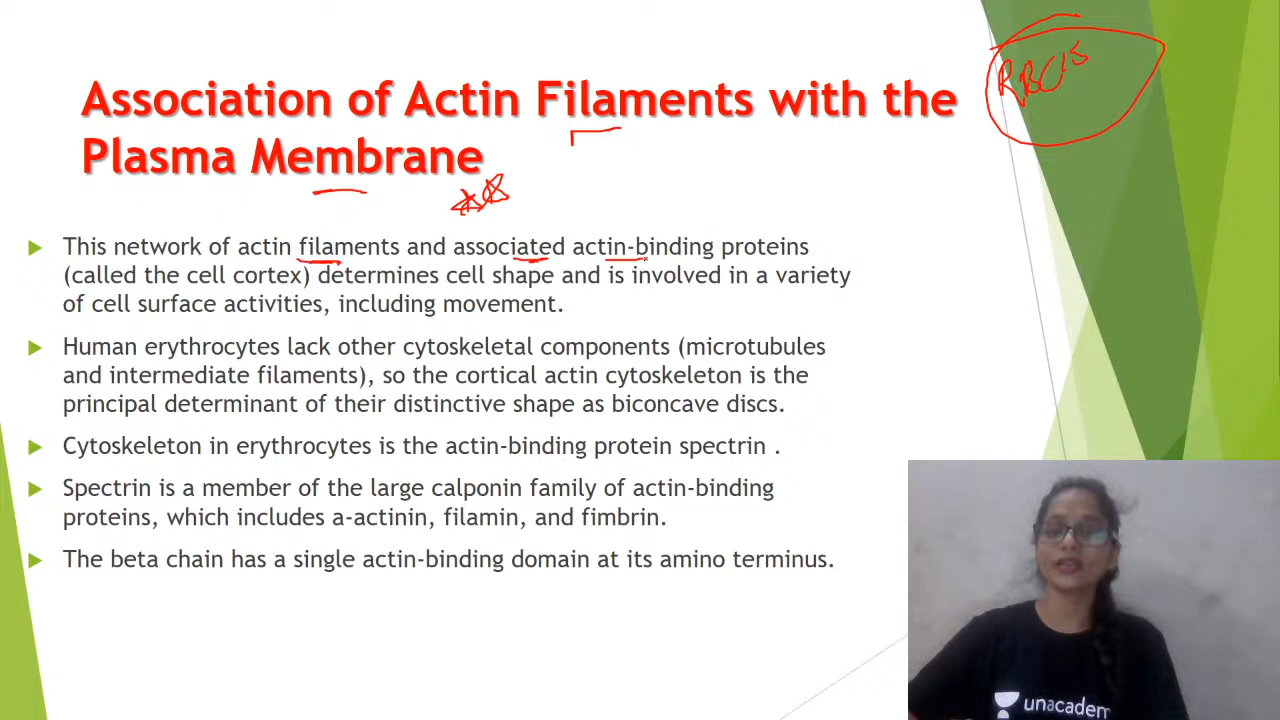 Association of Actin Filaments with the
Plasma Membrane
RBC's
This network of actin filaments and associated actin-binding proteins
(called the cell cortex) determines cell shape and is involved in a variety
of cell surface activities, including movement.
Human erythrocytes lack other cytoskeletal components (microtubules
and intermediate filaments), so the cortical actin cytoskeleton is the
principal determinant of their distinctive shape as biconcave discs.
Cytoskeleton in erythrocytes is the actin-binding protein spectrin .
Spectrin is a member of the large calponin family of actin-binding
proteins, which includes a-actinin, filamin, and fimbrin.
The beta chain has a single actin-binding domain at its amino terminus.
unacadem